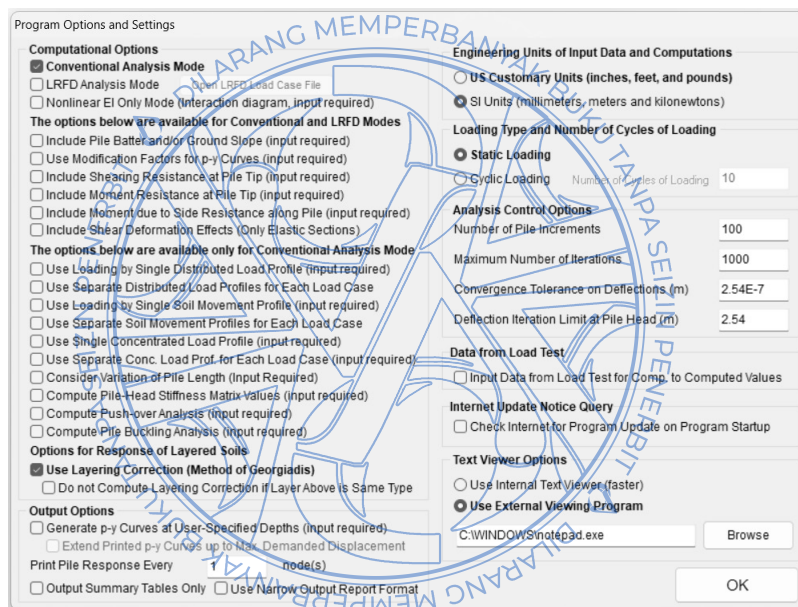 Program Options and Settings
Computational Options
Conventional Analysis Mode
LRFD Analysis Mode
Open LRFD Load Case File
Nonlinear EI Only Mode (Interaction diagram, input required)
The options below are available for Conventional and LRFD Modes
Include Pile Batter and/or Ground Slope (input required)
Use Modification Factors for p-y Curves (input required)
Include Shearing Resistance at Pile Tip (input required)
Include Moment Resistance at Pile Tip (input required)
Include Moment due to Side Resistance along Pile (input required)
Include Shear Deformation Effects (Only Elastic Sections)
The options below are available only for Conventional Analysis Mode
Use Loading by Single Distributed Load Profile (input required)
Use Separate Distributed Load Profiles for Each Load Case
Use Loading by Single Soil Movement Profile (input required)
Use Separate Soil Movement Profiles for Each Load Case
Use Single Concentrated Load Profile (input required)
Use Separate Conc. Load Prof. for Each Load Case (input required)
Consider Variation of Pile Length (Input Required)
Compute Pile-Head Stiffness Matrix Values (input required)
Compute Push-over Analysis (input required)
Compute Pile Buckling Analysis (input required)
Options for Response of Layered Soils
Use Layering Correction (Method of Georgiadis)
Do not Compute Layering Correction if Layer Above is Same Type
Output Options
Generate p-y Curves at User-Specified Depths (input required)
Extend Printed p-y Curves up to Max. Demanded Displacement
Print Pile Response Every 1 node(s)
Output Summary Tables Only
Use Narrow Output Report Format
Engineering Units of Input Data and Computations
US Customary Units (inches, feet, and pounds)
SI Units (millimeters, meters and kilonewtons)
Loading Type and Number of Cycles of Loading
Static Loading
Cyclic Loading
Number of Cycles of Loading 10
Analysis Control Options
Number of Pile Increments 100
Maximum Number of Iterations 1000
Convergence Tolerance on Deflections (m) 2.54E-7
Deflection Iteration Limit at Pile Head (m) 2.54
Data from Load Test
Input Data from Load Test for Comp. to Computed Values
Internet Update Notice Query
Check Internet for Program Update on Program Startup
Text Viewer Options
Use Internal Text Viewer (faster)
Use External Viewing Program
C:\WINDOWS\notepad.exe
Browse
OK
DILARANG MEMPERBANYAK BUKU TANPA SEIZIN PENERBIT